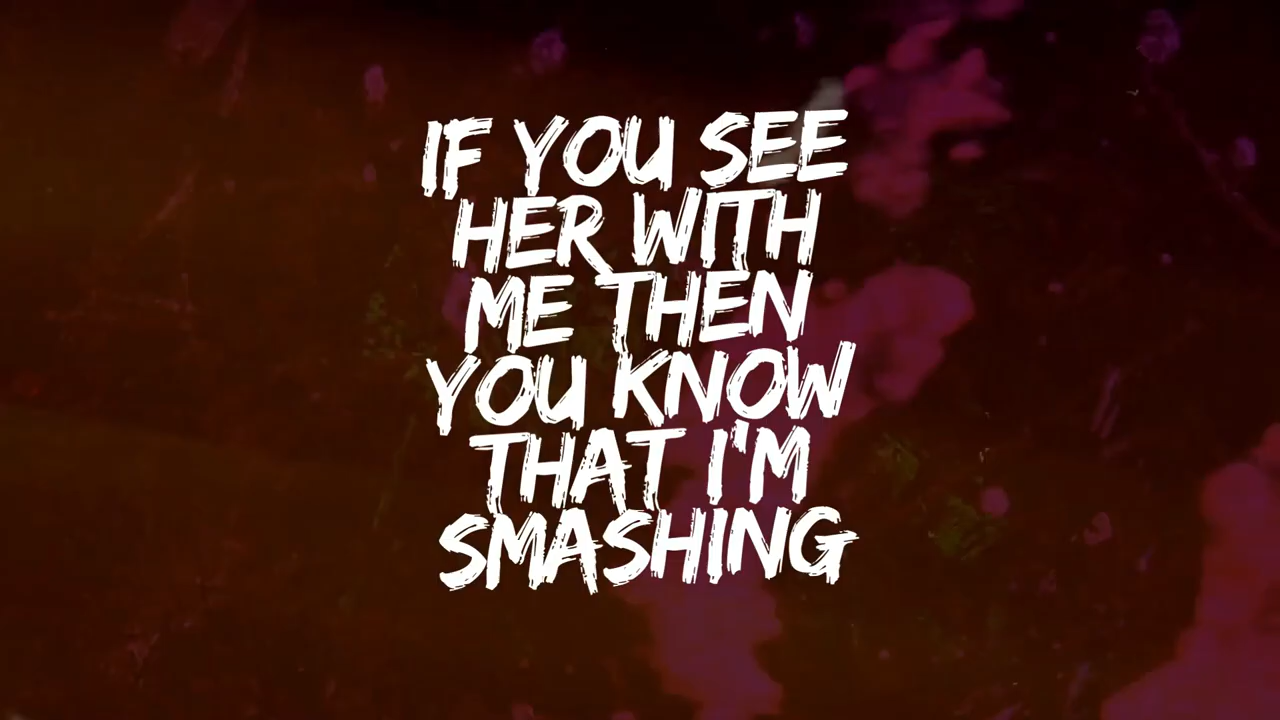 IF YOU SEE
HER WITH
ME THEN
YOU KNOW
THAT I'M
SMASHING